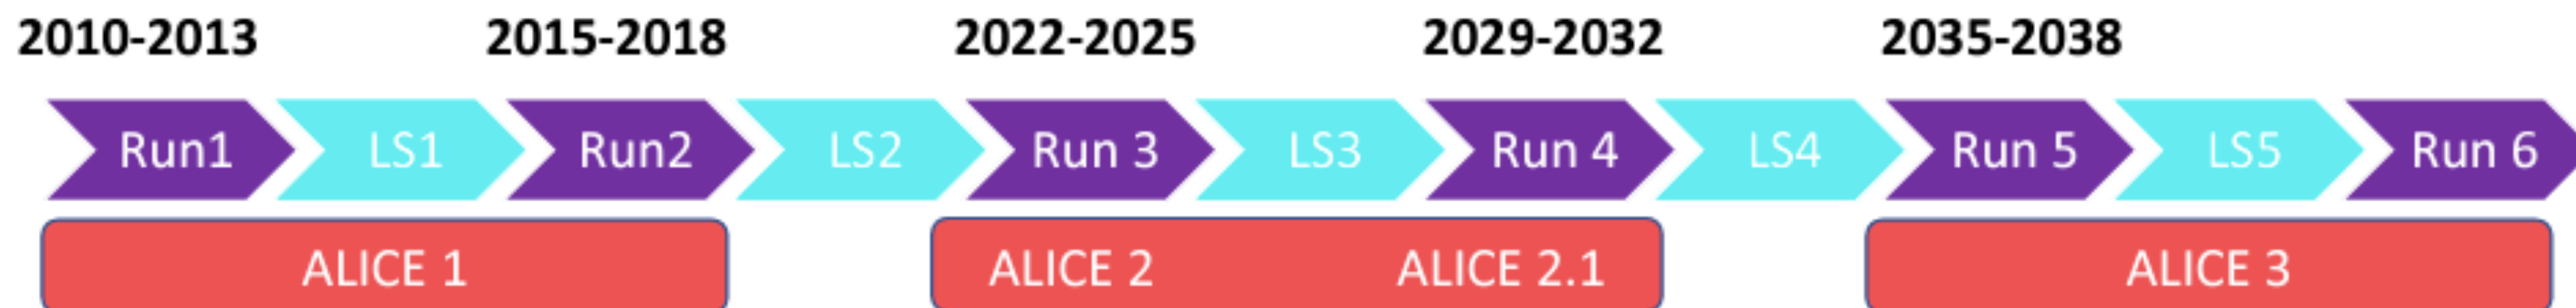 2010-2013 2015-2018 2022-2025 2029-2032 2035-2038
Run1 LS1 Run2 LS2 Run 3 LS3 Run 4 LS4 Run 5 LS5 Run 6
ALICE 1 ALICE 2 ALICE 2.1 ALICE 3